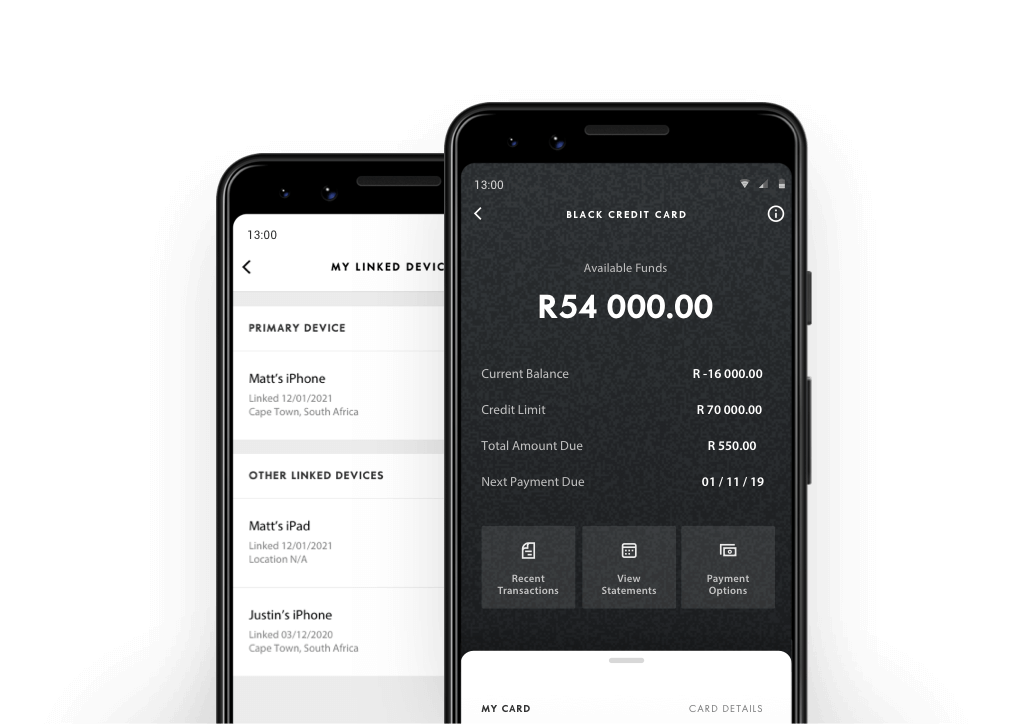 13:00
MY LINKED DEVIC
PRIMARY DEVICE
Matt's iPhone
Linked 12/01/2021
Cape Town, South Africa
OTHER LINKED DEVICES
Matt's iPad
Linked 12/01/2021
Location N/A
Justin's iPhone
Linked 03/12/2020
Cape Town, South Africa
13:00
BLACK CREDIT CARD
Available Funds
R54 000.00
Current Balance R -16 000.00
Credit Limit R 70 000.00
Total Amount Due R 550.00
Next Payment Due 01 / 11 / 19
Recent
Transactions
View
Statements
Payment
Options
MY CARD CARD DETAILS